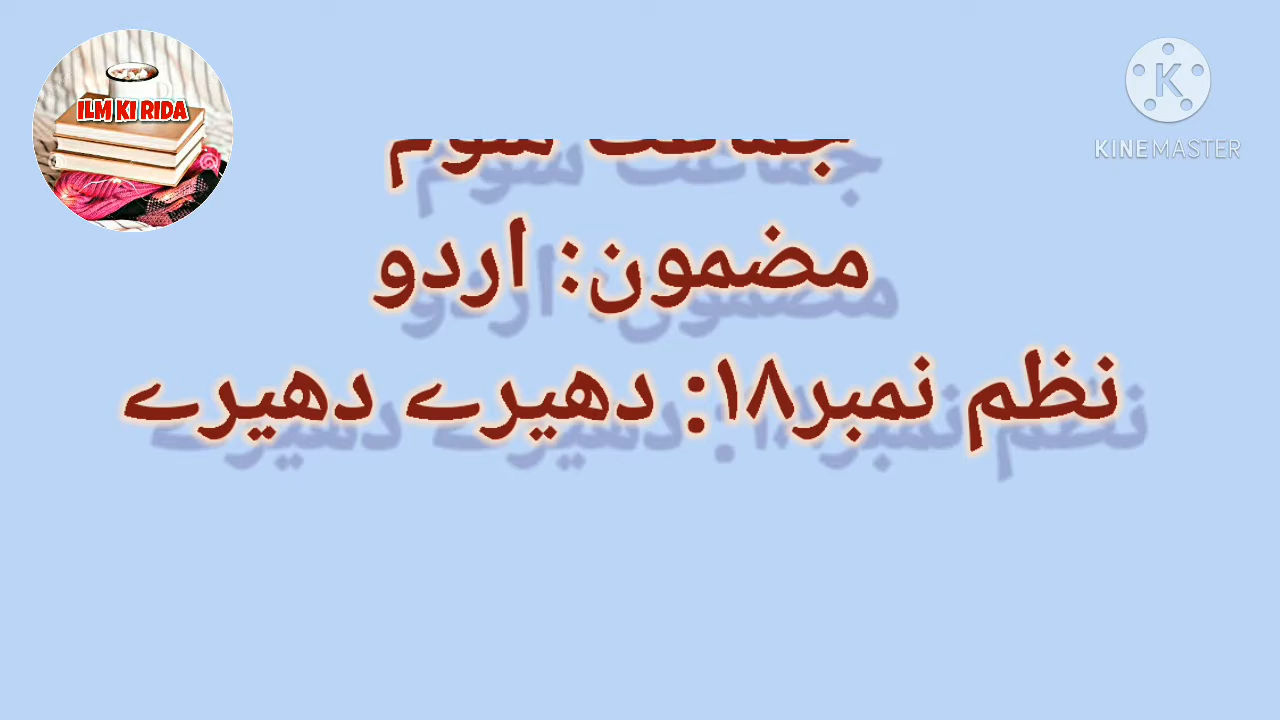 جماعت سوم
مضمون: اردو
نظم نمبر۱۸: دھیرے دھیرے
ILM KI RIDA
K
KINEMASTER